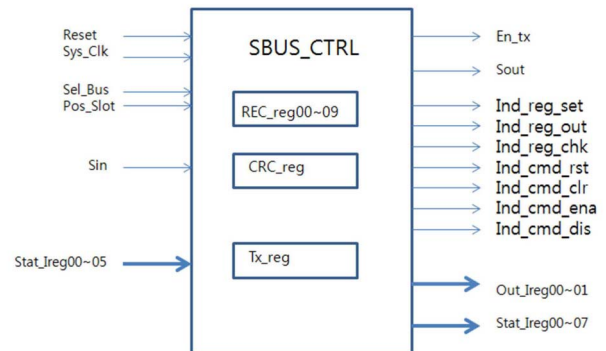 Reset
Sys_Clk
Sel_Bus
Pos_Slot
Sin
Stat_Ireg00~05
SBUS_CTRL
REC_reg00~09
CRC_reg
Tx_reg
En_tx
Sout
Ind_reg_set
Ind_reg_out
Ind_reg_chk
Ind_cmd_rst
Ind_cmd_clr
Ind_cmd_ena
Ind_cmd_dis
Out_Ireg00~01
Stat_Ireg00~07